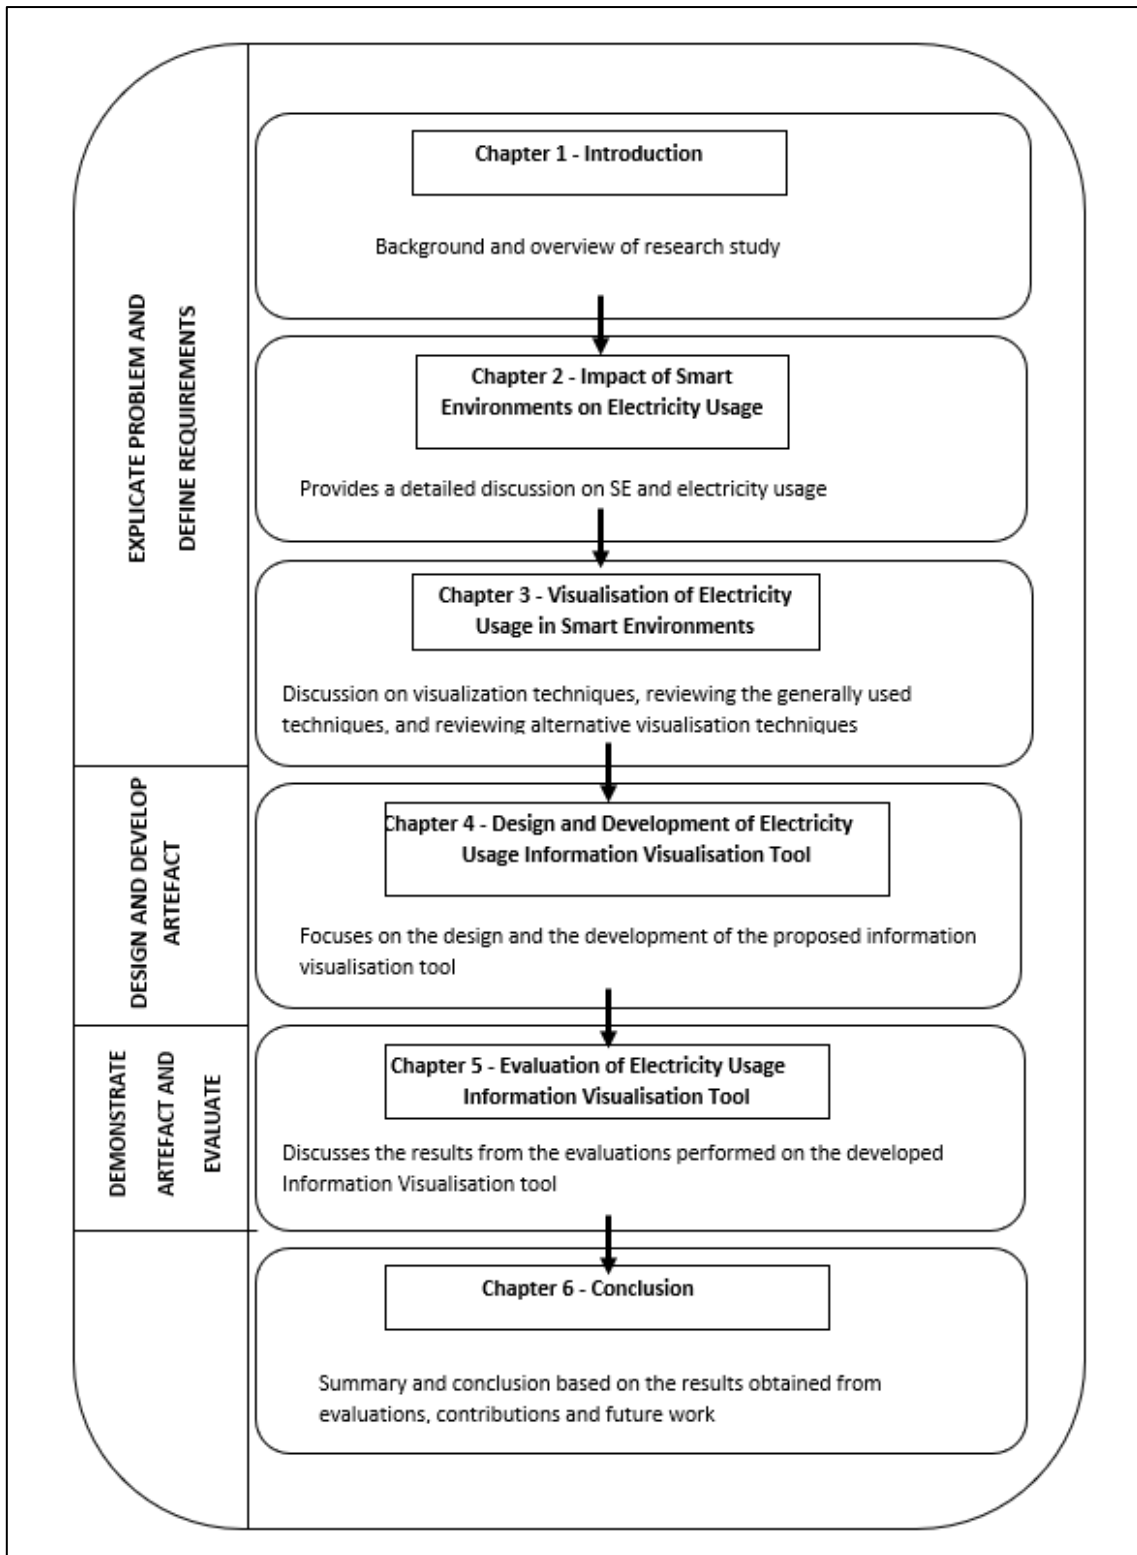 EXPLICATE PROBLEM AND
DEFINE REQUIREMENTS
Chapter 1 - Introduction
Background and overview of research study
Chapter 2 - Impact of Smart
Environments on Electricity Usage
Provides a detailed discussion on SE and electricity usage
Chapter 3 - Visualisation of Electricity
Usage in Smart Environments
Discussion on visualization techniques, reviewing the generally used
techniques, and reviewing alternative visualisation techniques
DESIGN AND DEVELOP
ARTEFACT
Chapter 4 - Design and Development of Electricity
Usage Information Visualisation Tool
Focuses on the design and the development of the proposed information
visualisation tool
DEMONSTRATE
ARTEFACT AND
EVALUATE
Chapter 5 - Evaluation of Electricity Usage
Information Visualisation Tool
Discusses the results from the evaluations performed on the developed
Information Visualisation tool
Chapter 6 - Conclusion
Summary and conclusion based on the results obtained from
evaluations, contributions and future work